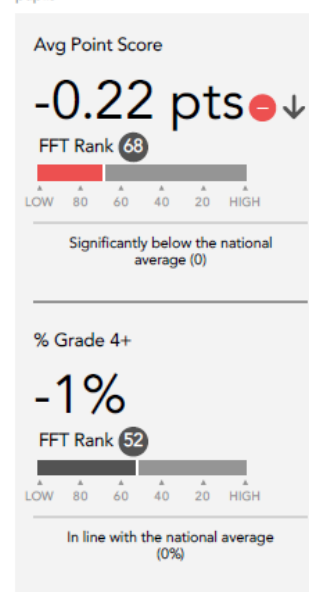 Avg Point Score
-0.22 pts
FFT Rank 68
LOW 80 60 40 20 HIGH
Significantly below the national
average (0)
% Grade 4+
-1%
FFT Rank 52
LOW 80 60 40 20 HIGH
In line with the national average
(0%)